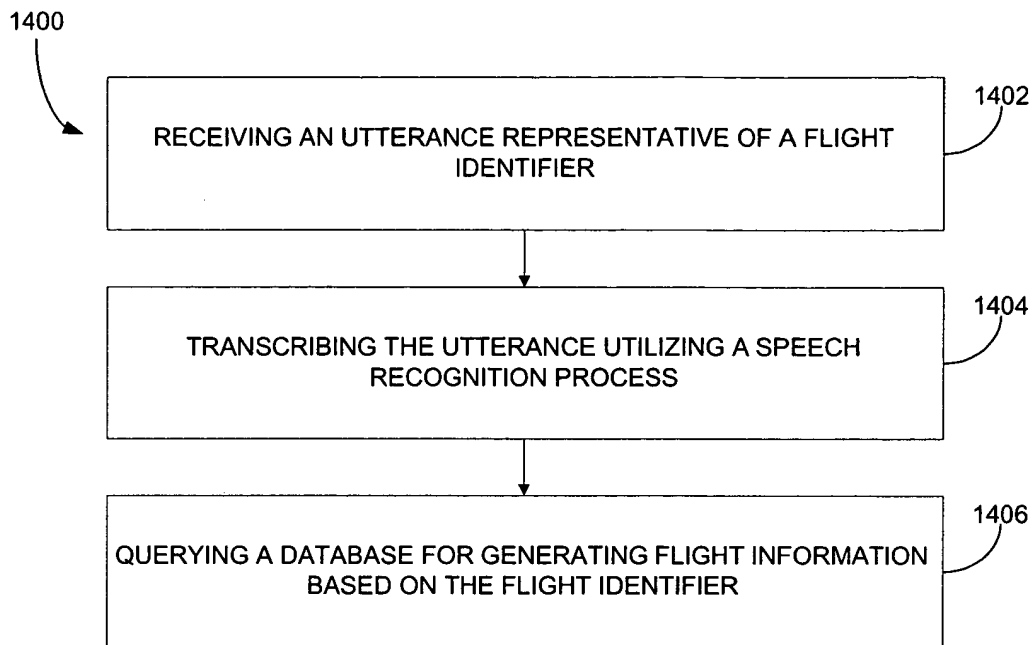 1400
1402
RECEIVING AN UTTERANCE REPRESENTATIVE OF A FLIGHT
IDENTIFIER
1404
TRANSCRIBING THE UTTERANCE UTILIZING A SPEECH
RECOGNITION PROCESS
1406
QUERYING A DATABASE FOR GENERATING FLIGHT INFORMATION
BASED ON THE FLIGHT IDENTIFIER